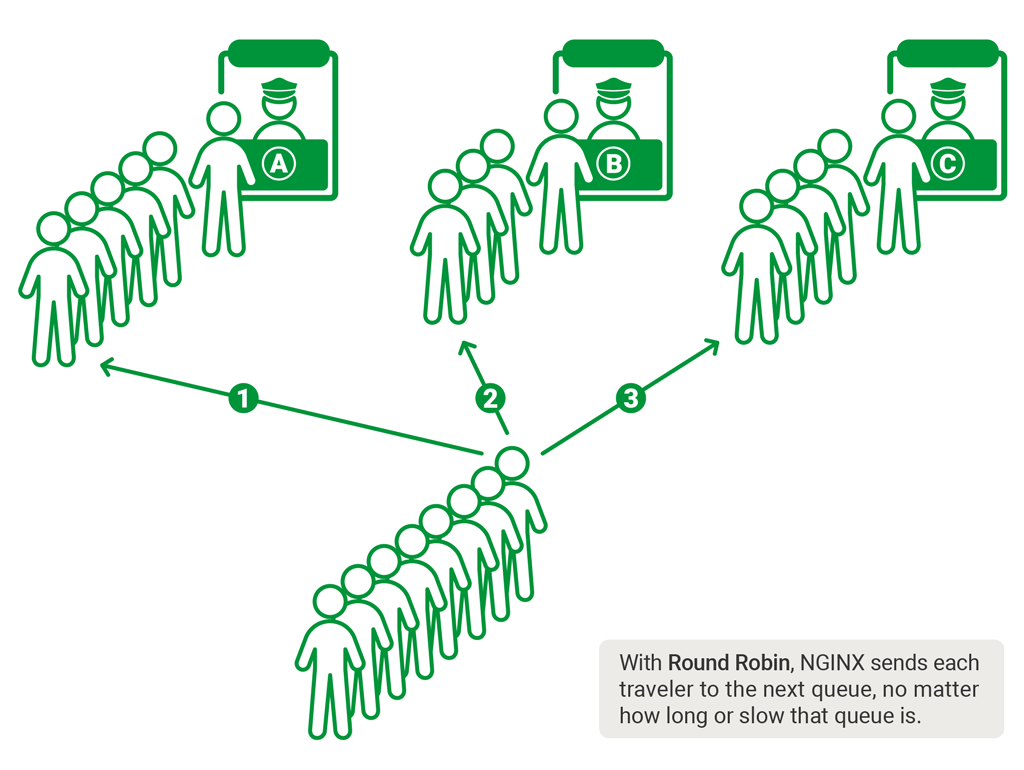 A
B
C
1
2
3
With Round Robin, NGINX sends each
traveler to the next queue, no matter
how long or slow that queue is.